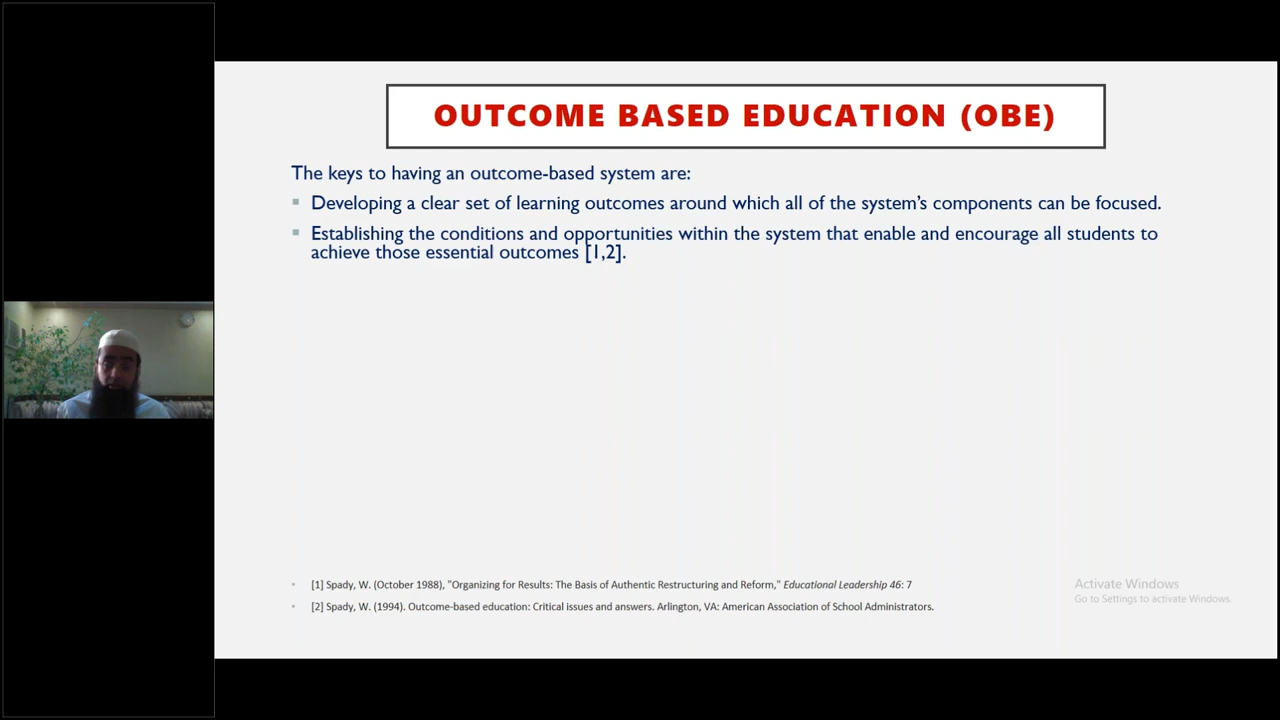 OUTCOME BASED EDUCATION (OBE)
The keys to having an outcome-based system are:
▪ Developing a clear set of learning outcomes around which all of the system's components can be focused.
▪ Establishing the conditions and opportunities within the system that enable and encourage all students to
achieve those essential outcomes [1,2].
• [1] Spady, W. (October 1988), "Organizing for Results: The Basis of Authentic Restructuring and Reform," Educational Leadership 46: 7
• [2] Spady, W. (1994). Outcome-based education: Critical issues and answers. Arlington, VA: American Association of School Administrators.
Activate Windows
Go to Settings to activate Windows.